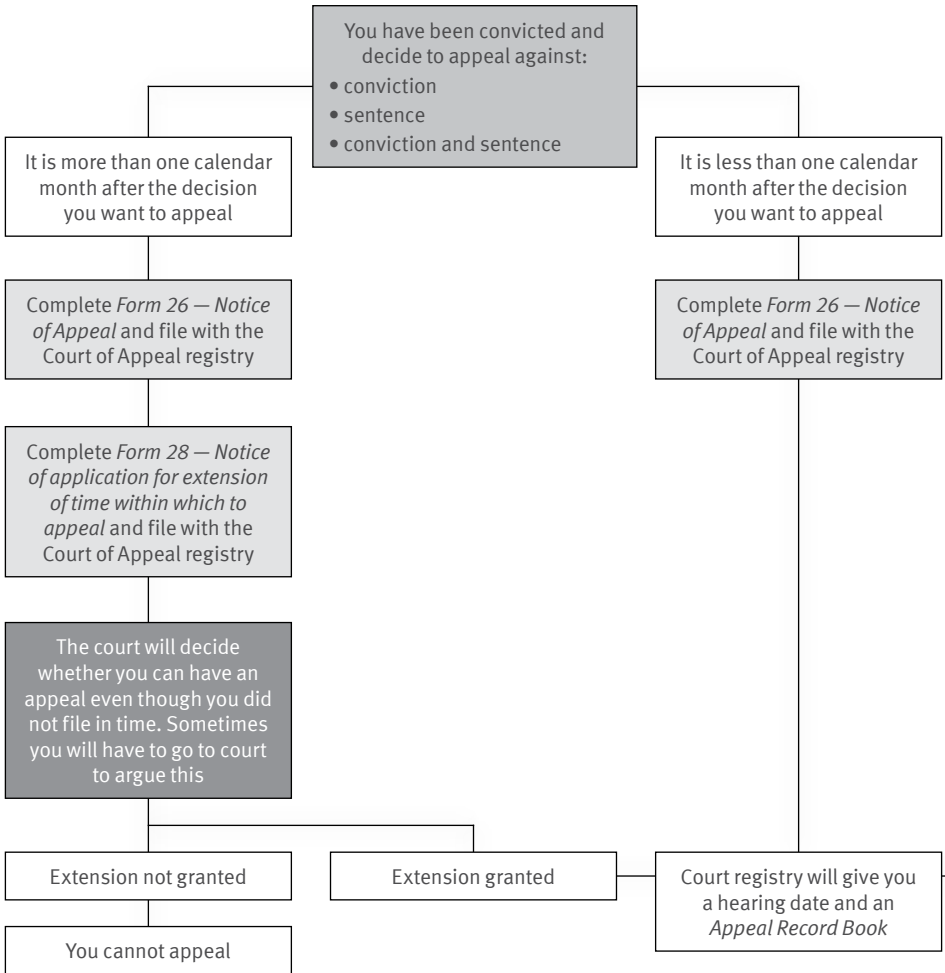 You have been convicted and
decide to appeal against:
• conviction
• sentence
• conviction and sentence
It is more than one calendar
month after the decision
you want to appeal
It is less than one calendar
month after the decision
you want to appeal
Complete Form 26 — Notice
of Appeal and file with the
Court of Appeal registry
Complete Form 26 — Notice
of Appeal and file with the
Court of Appeal registry
Complete Form 28 — Notice
of application for extension
of time within which to
appeal and file with the
Court of Appeal registry
The court will decide
whether you can have an
appeal even though you did
not file in time. Sometimes
you will have to go to court
to argue this
Extension not granted
Extension granted
Court registry will give you
a hearing date and an
Appeal Record Book
You cannot appeal